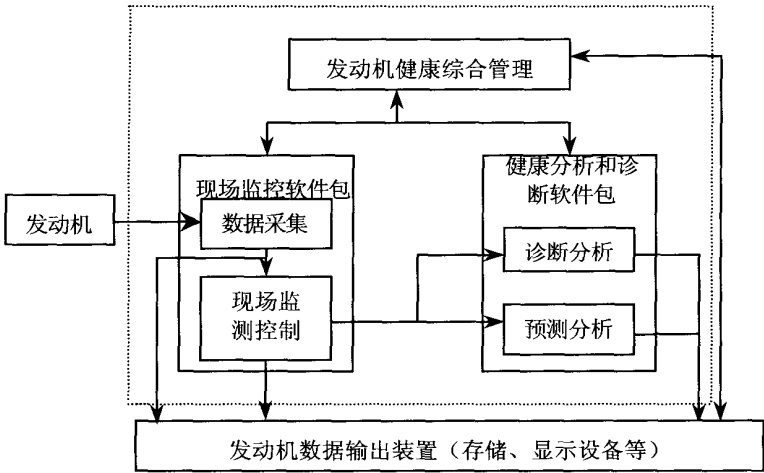 发动机健康综合管理
现场监控软件包
健康分析和诊
断软件包
发动机
数据采集
诊断分析
现场监
测控制
预测分析
发动机数据输出装置（存储、显示设备等）